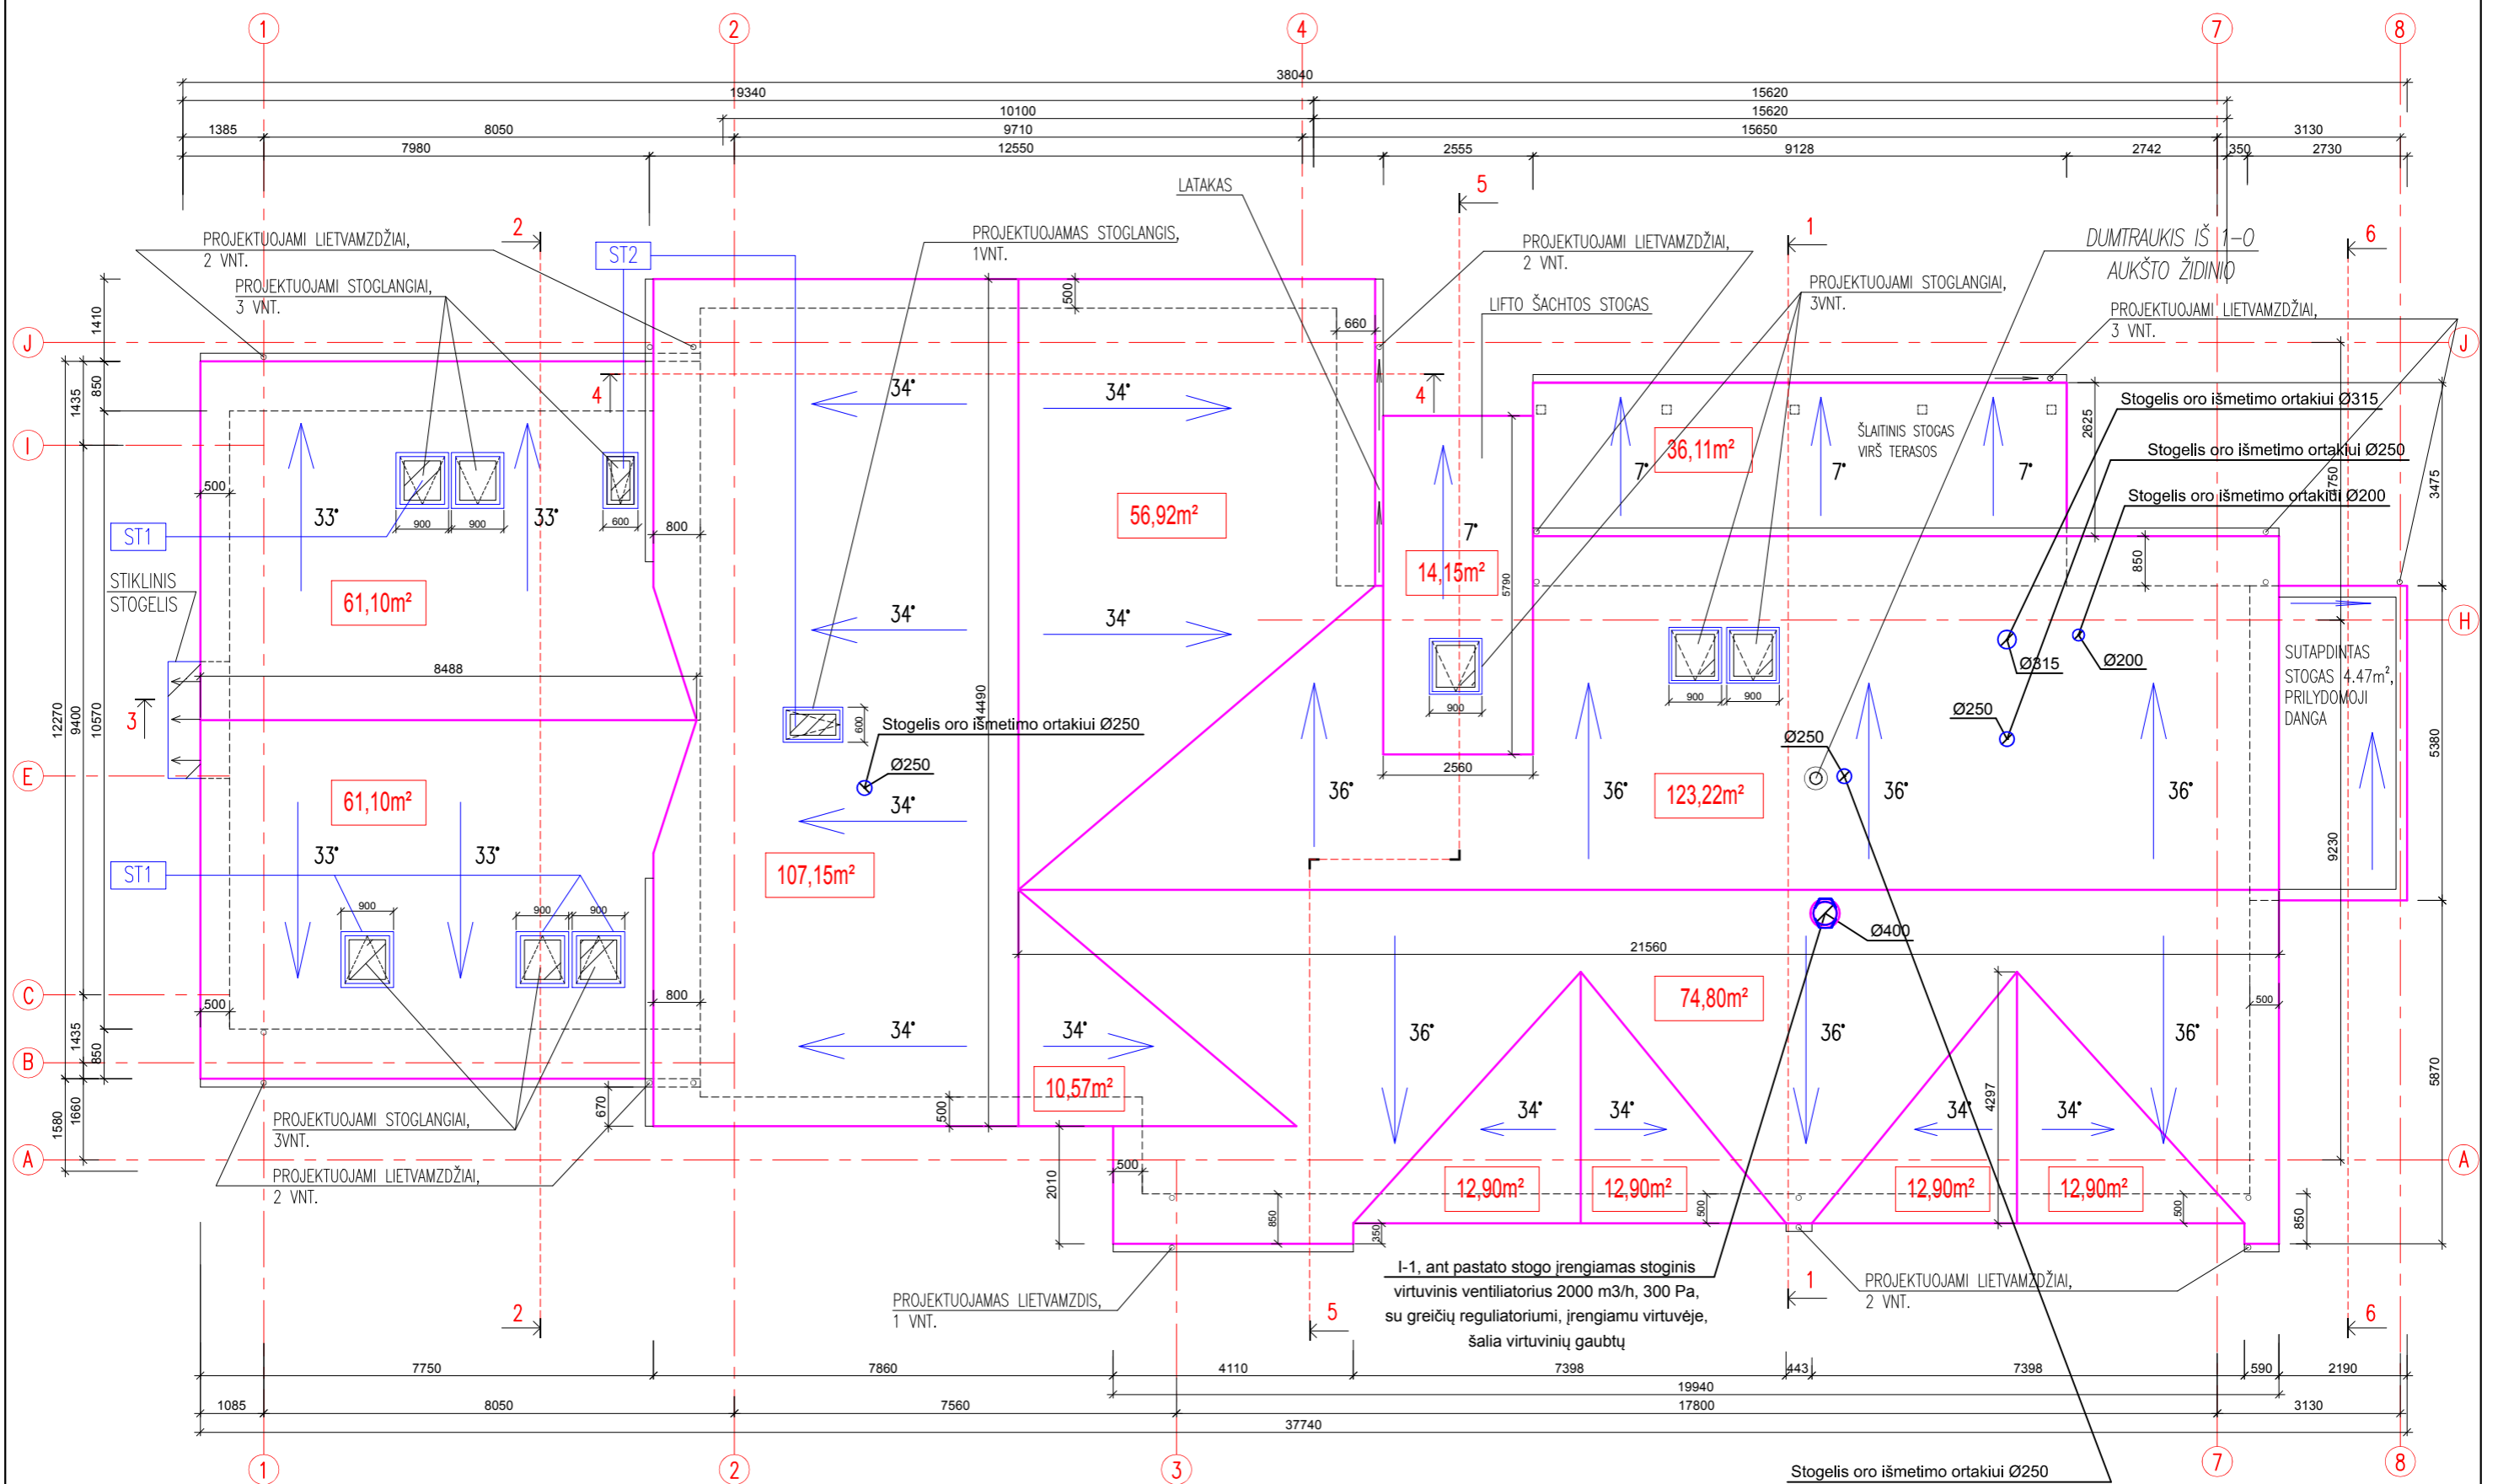 1
2
4
7
8
38040
19340
15620
10100
15620
1385
8050
9710
15650
3130
7980
12550
2555
9128
2742
350
2730
LATAKAS
5
2
1
6
PROJEKTUOJAMI LIETVAMZDŽIAI,
2 VNT.
ST2
PROJEKTUOJAMAS STOGLANGIS,
1VNT.
PROJEKTUOJAMI LIETVAMZDŽIAI,
2 VNT.
DUMTRAUKIS IŠ 1-O
AUKŠTO ŽIDINIO
PROJEKTUOJAMI STOGLANGIAI,
3 VNT.
PROJEKTUOJAMI STOGLANGIAI,
3VNT.
LIFTO ŠACHTOS STOGAS
PROJEKTUOJAMI LIETVAMZDŽIAI,
3 VNT.
1410
500
660
J
J
850
1435
4
4
34°
34°
Stogelis oro išmetimo ortakiui Ø315
2625
I
36,11m²
ŠLAITINIS STOGAS
VIRŠ TERASOS
Stogelis oro išmetimo ortakiui Ø250
7°
7°
7°
3475
500
Stogelis oro išmetimo ortakiui Ø200
33°
33°
900
900
600
56,92m²
7°
ST1
800
850
STIKLINIS
STOGELIS
14,15m²
5790
61,10m²
34°
34°
H
H
Ø315
Ø200
SUTAPDINTAS
STOGAS 4.47m²,
PRILYDOMOJI
DANGA
8488
14490
900
900
900
3
600
Stogelis oro išmetimo ortakiui Ø250
Ø250
Ø250
12270
9400
10570
5380
E
Ø250
2560
61,10m²
36°
123,22m²
36°
36°
34°
33°
33°
9230
ST1
107,15m²
900
900
900
Ø400
21560
C
500
800
74,80m²
500
34°
34°
36°
36°
36°
1435
850
B
10,57m²
4297
5870
670
500
34°
34°
34°
34°
PROJEKTUOJAMI STOGLANGIAI,
3VNT.
1580
1660
A
A
500
2010
12,90m²
12,90m²
12,90m²
12,90m²
PROJEKTUOJAMI LIETVAMZDŽIAI,
2 VNT.
850
350
500
500
850
I-1, ant pastato stogo įrengiamas stoginis
virtuvinis ventiliatorius 2000 m3/h, 300 Pa,
su greičių reguliatoriumi, įrengiamu virtuvėje,
šalia virtuvinių gaubtų
PROJEKTUOJAMAS LIETVAMZDIS,
1 VNT.
PROJEKTUOJAMI LIETVAMZDŽIAI,
2 VNT.
2
5
1
6
7750
7860
4110
7398
443
7398
590
2190
19940
1085
8050
7560
17800
3130
37740
1
2
3
7
8
Stogelis oro išmetimo ortakiui Ø250